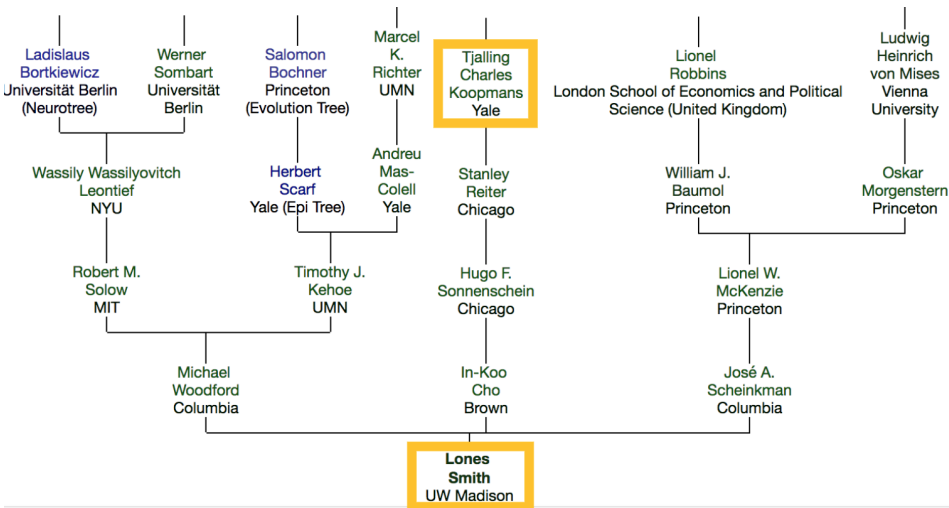 Ladislaus
Bortkiewicz
Universität Berlin
(Neurotree)
Werner
Sombart
Universität
Berlin
Salomon
Bochner
Princeton
(Evolution Tree)
Marcel
K.
Richter
UMN
Tjalling
Charles
Koopmans
Yale
Lionel
Robbins
London School of Economics and Political
Science (United Kingdom)
Ludwig
Heinrich
von Mises
Vienna
University
Wassily Wassilyovitch
Leontief
NYU
Herbert
Scarf
Yale (Epi Tree)
Andreu
Mas-
Colell
Yale
Stanley
Reiter
Chicago
William J.
Baumol
Princeton
Oskar
Morgenstern
Princeton
Robert M.
Solow
MIT
Timothy J.
Kehoe
UMN
Hugo F.
Sonnenschein
Chicago
Lionel W.
McKenzie
Princeton
Michael
Woodford
Columbia
In-Koo
Cho
Brown
José A.
Scheinkman
Columbia
Lones
Smith
UW Madison